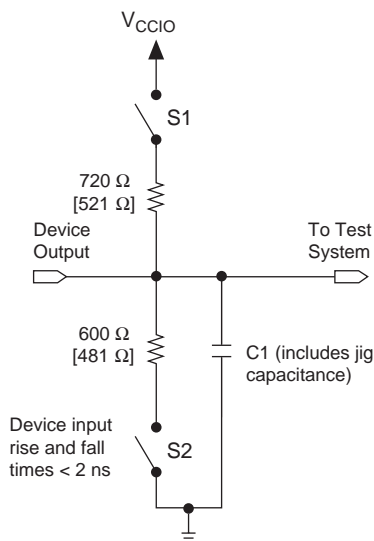 V_CCIO
S1
720 Ω
[521 Ω]
Device
Output
To Test
System
600 Ω
[481 Ω]
C1 (includes jig
capacitance)
Device input
rise and fall
times < 2 ns
S2